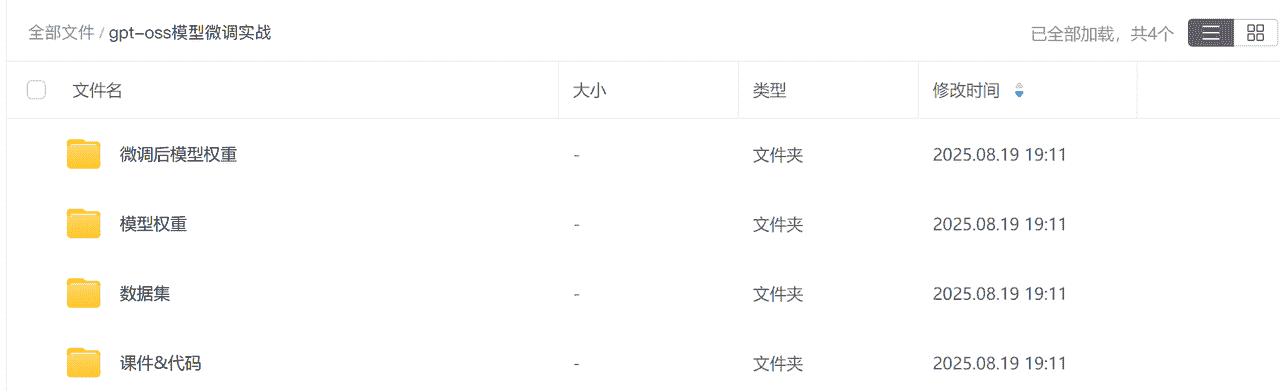 全部文件 / gpt-oss模型微调实战 已全部加载，共4个
文件名 大小 类型 修改时间
微调后模型权重 - 文件夹 2025.08.19 19:11
模型权重 - 文件夹 2025.08.19 19:11
数据集 - 文件夹 2025.08.19 19:11
课件&代码 - 文件夹 2025.08.19 19:11